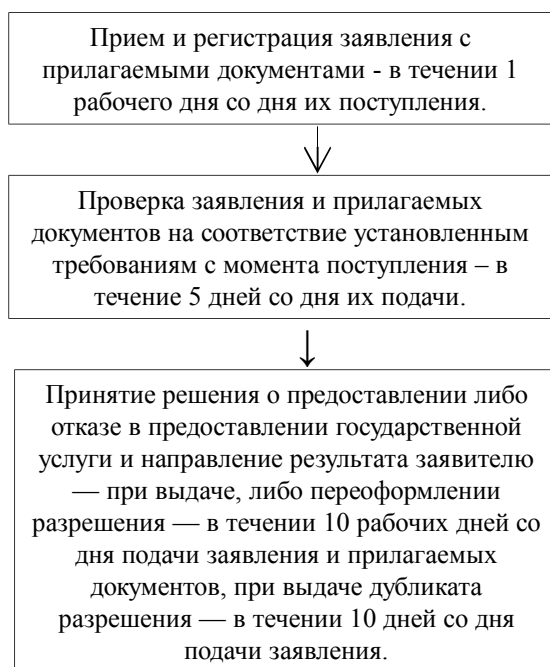 Прием и регистрация заявления с
прилагаемыми документами - в течении 1
рабочего дня со дня их поступления.
Проверка заявления и прилагаемых
документов на соответствие установленным
требованиям с момента поступления – в
течение 5 дней со дня их подачи.
Принятие решения о предоставлении либо
отказе в предоставлении государственной
услуги и направление результата заявителю
— при выдаче, либо переоформлении
разрешения — в течении 10 рабочих дней со
дня подачи заявления и прилагаемых
документов, при выдаче дубликата
разрешения — в течении 10 дней со дня
подачи заявления.